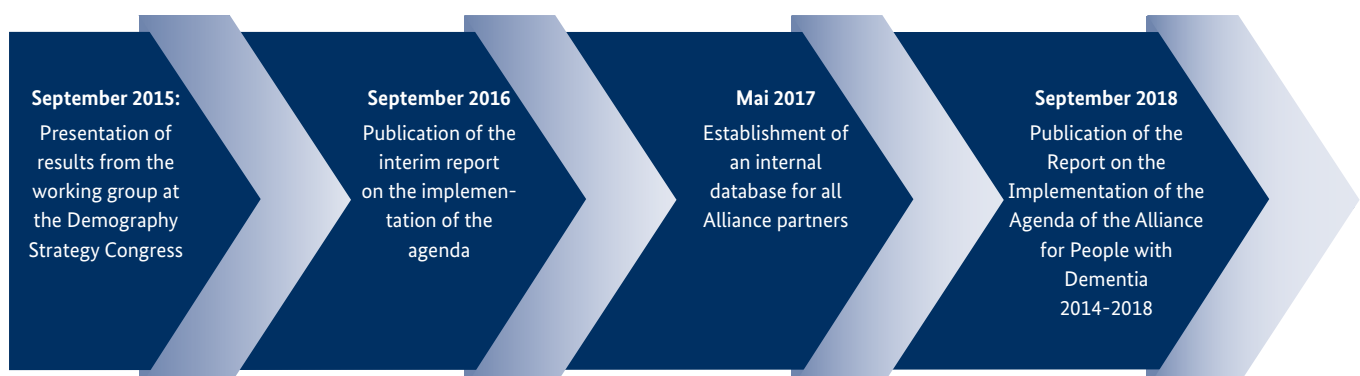 September 2015:
Presentation of
results from the
working group at
the Demography
Strategy Congress
September 2016
Publication of the
interim report
on the implemen-
tation of the
agenda
Mai 2017
Establishment of
an internal
database for all
Alliance partners
September 2018
Publication of the
Report on the
Implementation of the
Agenda of the Alliance
for People with
Dementia
2014-2018